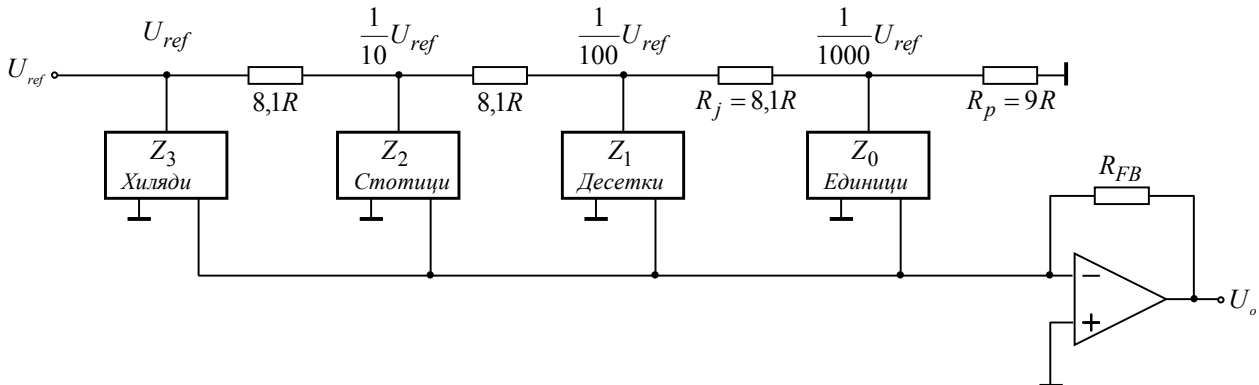 U_ref
1/10 U_ref
1/100 U_ref
1/1000 U_ref
U_ref
8,1R
8,1R
R_j = 8,1R
R_p = 9R
Z_3
Хиляди
Z_2
Стотици
Z_1
Десетки
Z_0
Единици
R_FB
−
+
U_o